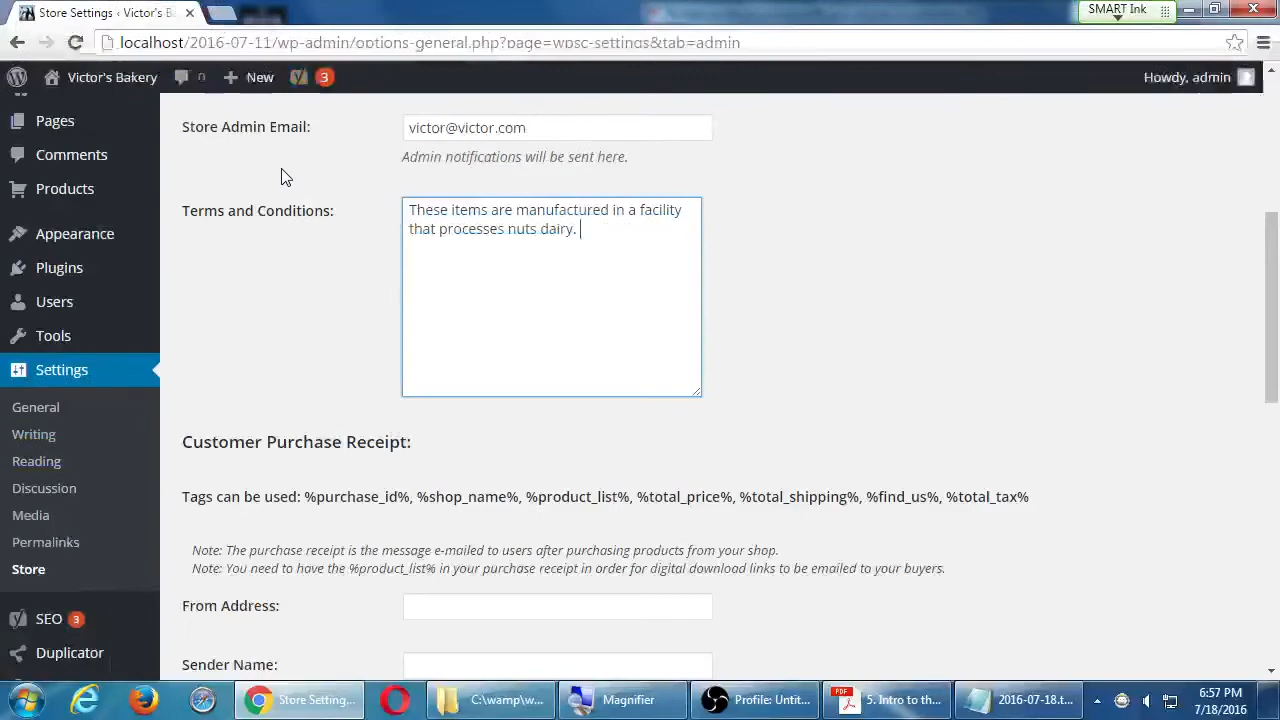 Store Settings ‹ Victor's B
SMART Ink
localhost/2016-07-11/wp-admin/options-general.php?page=wpsc-settings&tab=admin
Victor's Bakery 0 New 3 Howdy, admin
Pages
Comments
Products
Appearance
Plugins
Users
Tools
Settings
General
Writing
Reading
Discussion
Media
Permalinks
Store
SEO 3
Duplicator
Store Admin Email: victor@victor.com
Admin notifications will be sent here.
Terms and Conditions: These items are manufactured in a facility
that processes nuts dairy.
Customer Purchase Receipt:
Tags can be used: %purchase_id%, %shop_name%, %product_list%, %total_price%, %total_shipping%, %find_us%, %total_tax%
Note: The purchase receipt is the message e-mailed to users after purchasing products from your shop.
Note: You need to have the %product_list% in your purchase receipt in order for digital download links to be emailed to your buyers.
From Address:
Sender Name:
Store Setting... C:\wamp\w... Magnifier Profile: Untit... PDF 5. Intro to th... 2016-07-18.t... 6:57 PM
7/18/2016